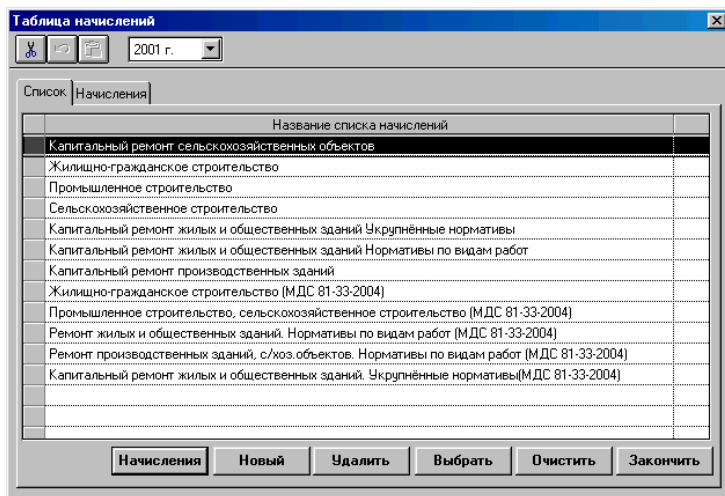 Таблица начислений
2001 г.
Список Начисления
Название списка начислений
Капитальный ремонт сельскохозяйственных объектов
Жилищно-гражданское строительство
Промышленное строительство
Сельскохозяйственное строительство
Капитальный ремонт жилых и общественных зданий Укрупнённые нормативы
Капитальный ремонт жилых и общественных зданий Нормативы по видам работ
Капитальный ремонт производственных зданий
Жилищно-гражданское строительство (МДС 81-33-2004)
Промышленное строительство, сельскохозяйственное строительство (МДС 81-33-2004)
Ремонт жилых и общественных зданий. Нормативы по видам работ (МДС 81-33-2004)
Ремонт производственных зданий, с/хоз.объектов. Нормативы по видам работ (МДС 81-33-2004)
Капитальный ремонт жилых и общественных зданий. Укрупнённые нормативы(МДС 81-33-2004)
Начисления Новый Удалить Выбрать Очистить Закончить